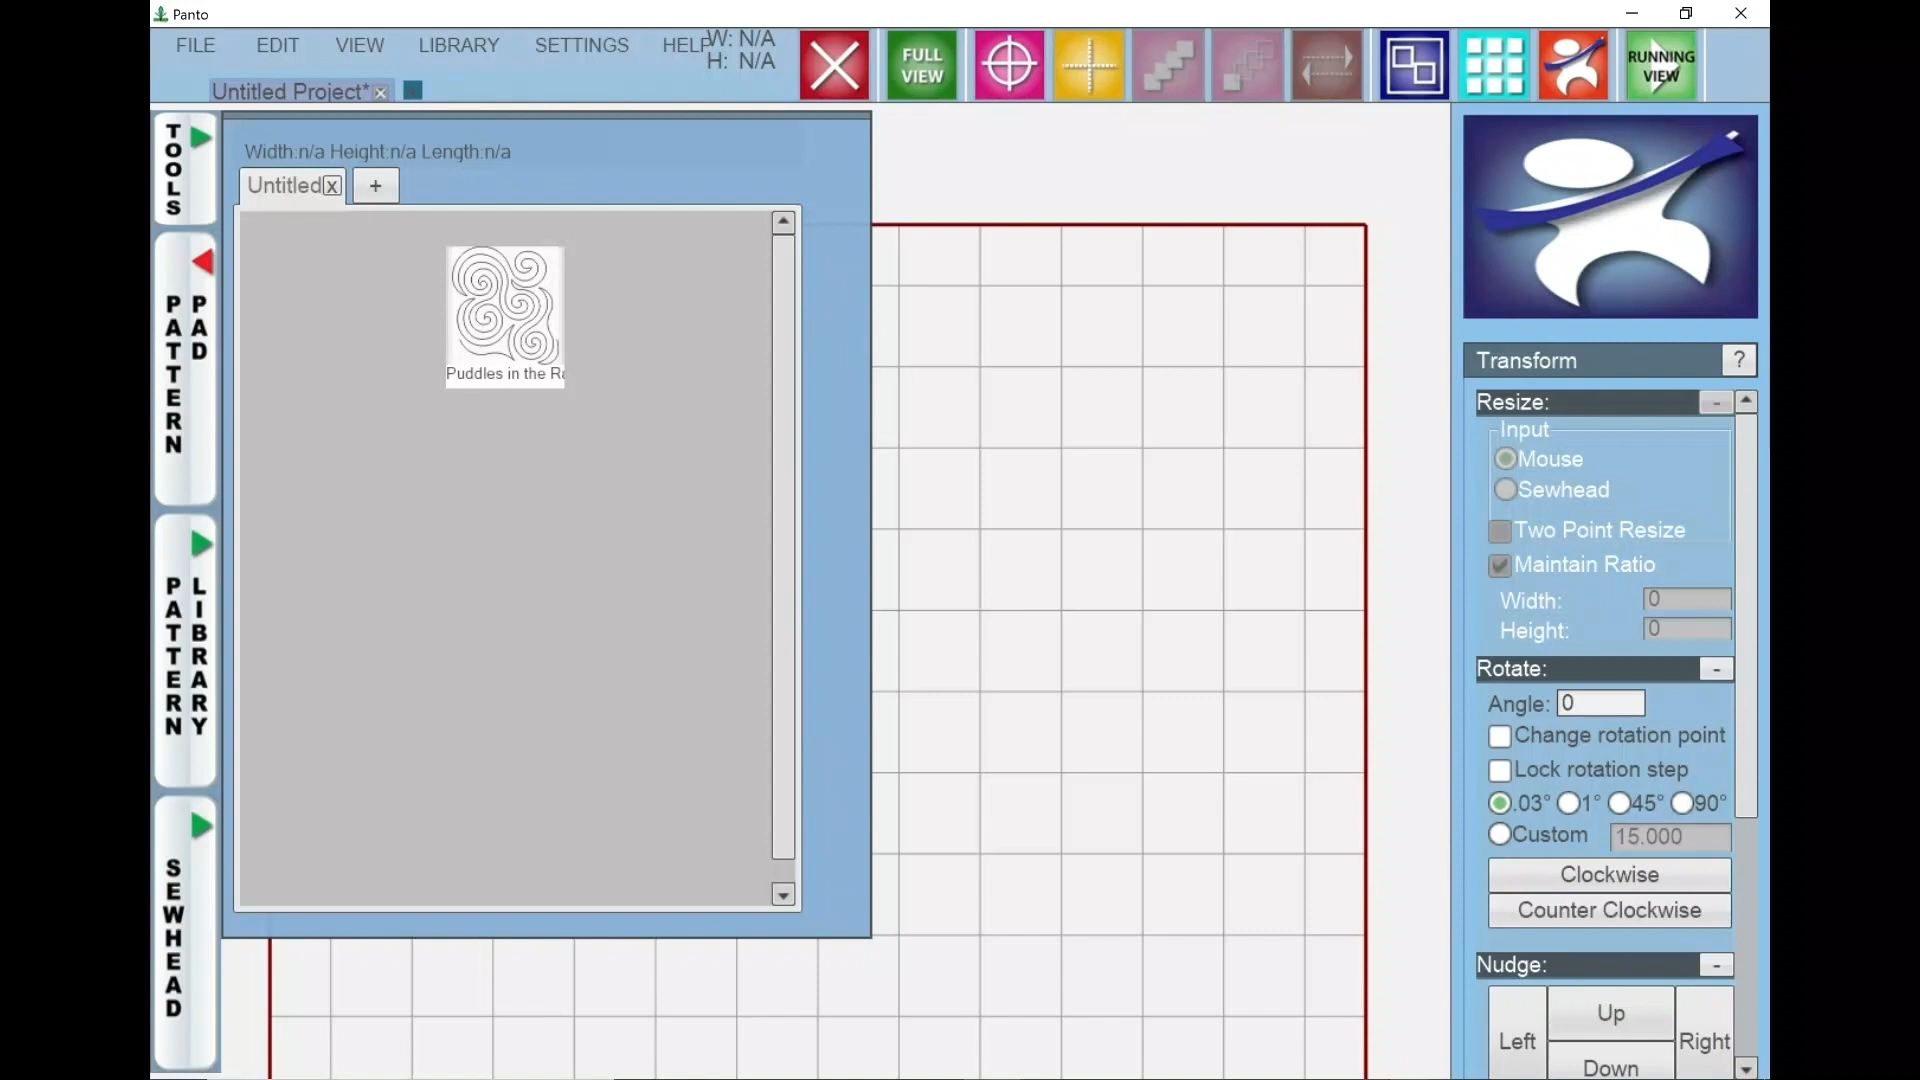 Panto
FILE EDIT VIEW LIBRARY SETTINGS HELP
W: N/A
H: N/A
FULL VIEW
RUNNING VIEW
Untitled Project*
TOOLS
PATTERN PAD
PATTERN LIBRARY
SEWHEAD
Width:n/a Height:n/a Length:n/a
Untitled x +
Puddles in the Ra
Transform ?
Resize: -
Input
Mouse
Sewhead
Two Point Resize
Maintain Ratio
Width: 0
Height: 0
Rotate: -
Angle: 0
Change rotation point
Lock rotation step
.03° 1° 45° 90°
Custom 15.000
Clockwise
Counter Clockwise
Nudge: -
Up
Left Right
Down